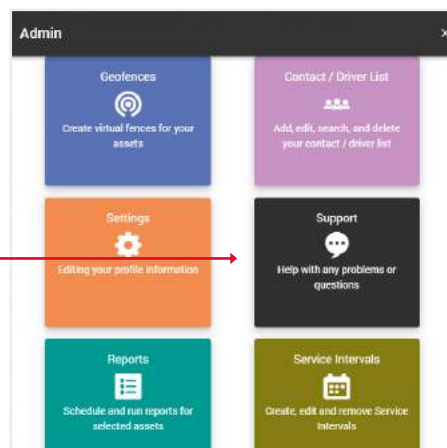 Admin ×
Geofences
Create virtual fences for your
assets
Contact / Driver List
Add, edit, search, and delete
your contact / driver list
Settings
Editing your profile information
Support
Help with any problems or
questions
Reports
Schedule and run reports for
selected assets
Service Intervals
Create, edit and remove Service
Intervals